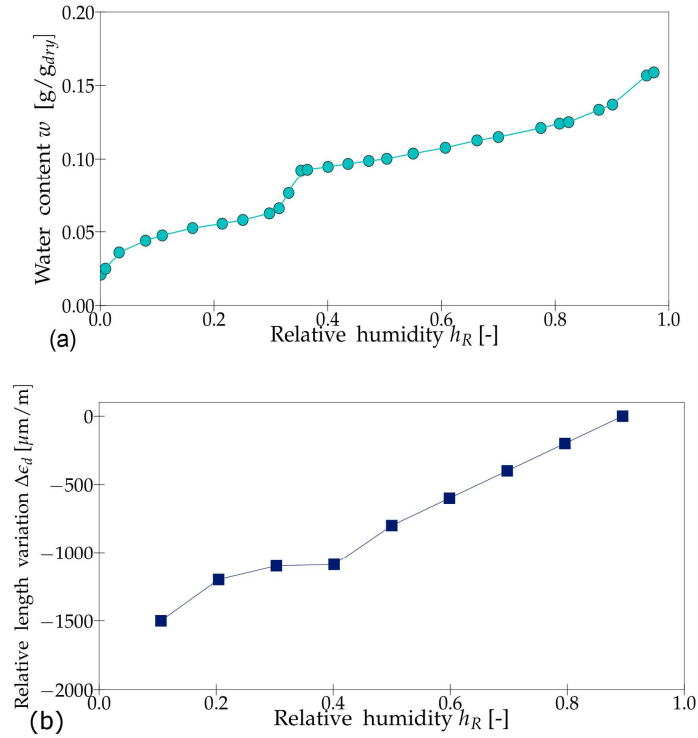 0.20
0.15
0.10
0.05
0.00
Water content w [g/g_dry]
0.0 0.2 0.4 0.6 0.8 1.0
Relative humidity h_R [-]
(a)
0
−500
−1000
−1500
−2000
Relative length variation Δϵ_d [μm/m]
0.0 0.2 0.4 0.6 0.8 1.0
Relative humidity h_R [-]
(b)